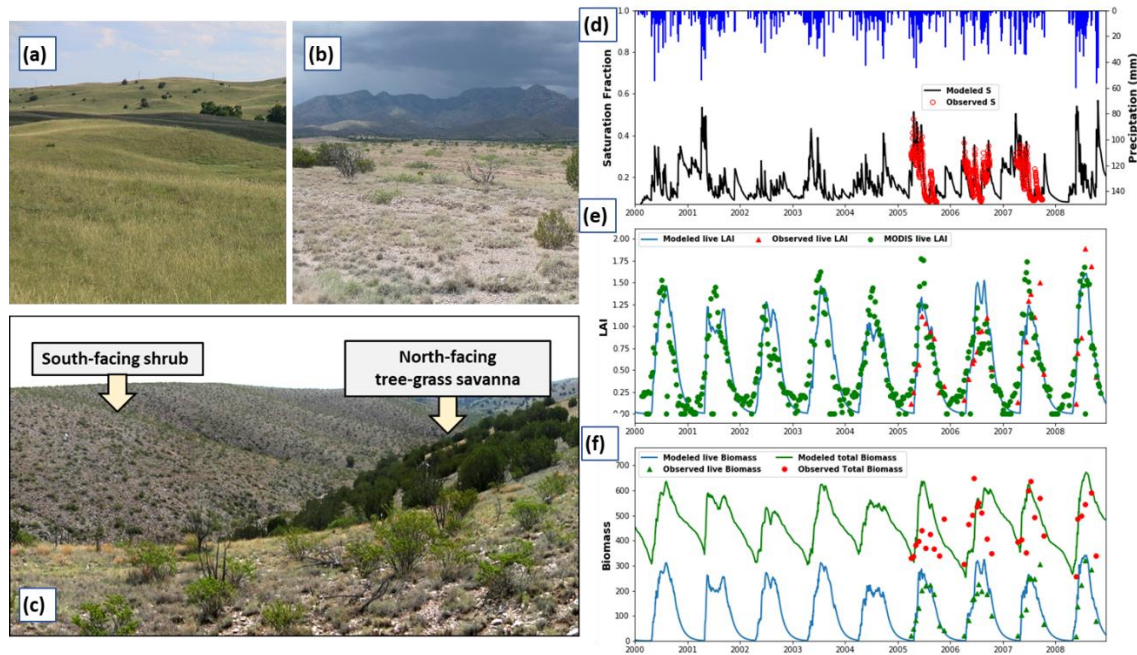 (a)
(b)
South-facing shrub
North-facing
tree-grass savanna
(c)
(d)
1.0
0.8
0.6
0.4
0.2
Saturation Fraction
Modeled S
Observed S
0
20
40
60
80
100
120
140
Preciptation (mm)
2000 2001 2002 2003 2004 2005 2006 2007 2008
(e)
Modeled live LAI Observed live LAI MODIS live LAI
2.00
1.75
1.50
1.25
1.00
0.75
0.50
0.25
0.00
LAI
2000 2001 2002 2003 2004 2005 2006 2007 2008
(f)
Modeled live Biomass Modeled total Biomass
Observed live Biomass Observed Total Biomass
700
600
500
400
300
200
100
0
Biomass
2000 2001 2002 2003 2004 2005 2006 2007 2008